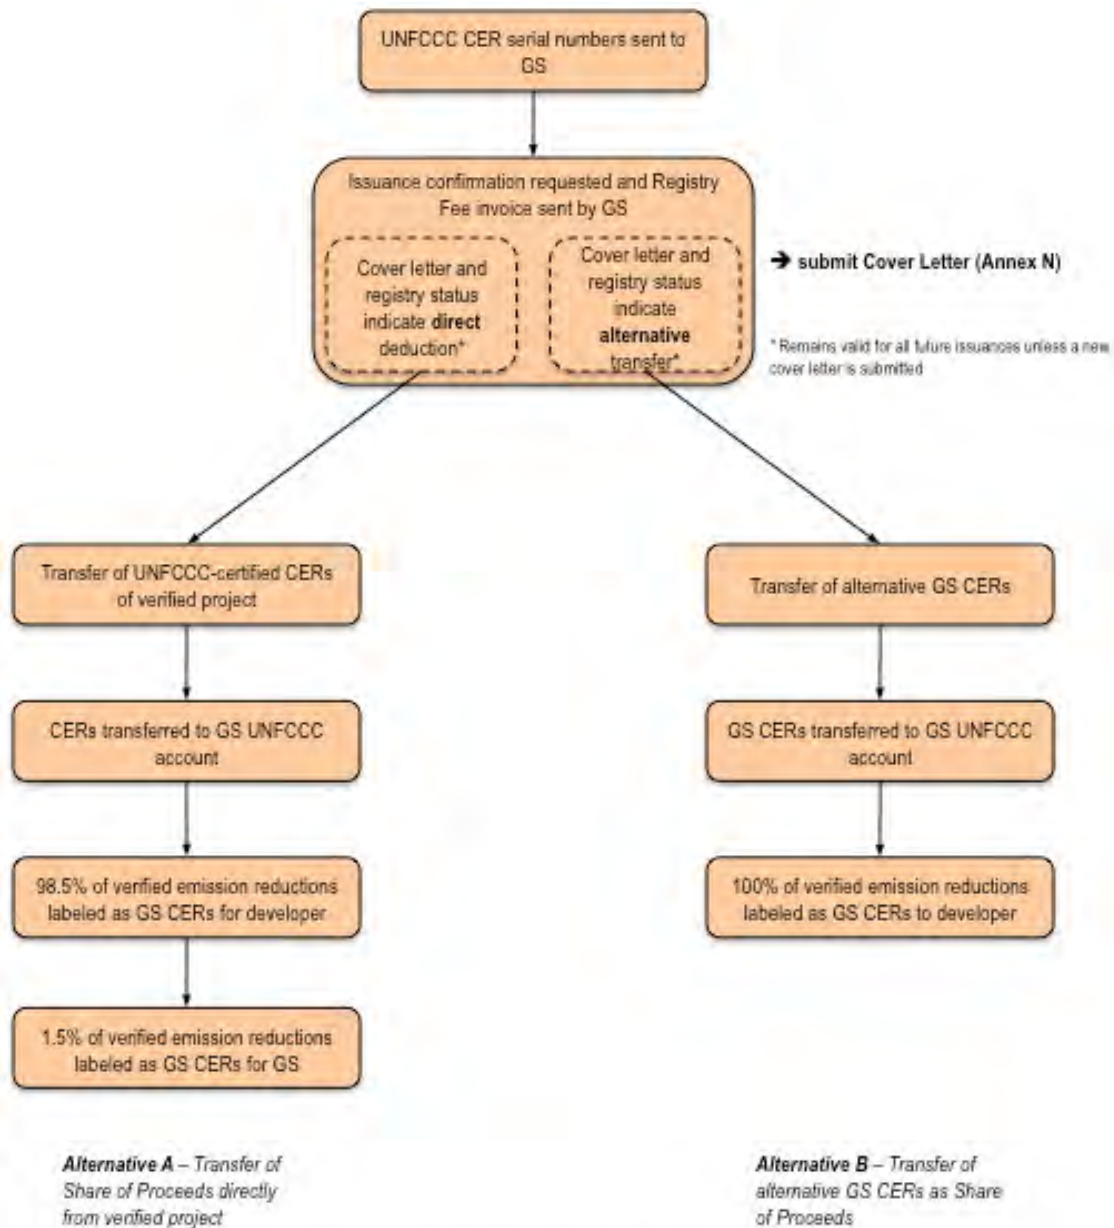 UNFCCC CER serial numbers sent to
GS
Issuance confirmation requested and Registry
Fee invoice sent by GS
Cover letter and
registry status
indicate direct
deduction*
Cover letter and
registry status
indicate
alternative
transfer*
➔ submit Cover Letter (Annex N)
* Remains valid for all future issuances unless a new
cover letter is submitted
Transfer of UNFCCC-certified CERs
of verified project
Transfer of alternative GS CERs
CERs transferred to GS UNFCCC
account
GS CERs transferred to GS UNFCCC
account
98.5% of verified emission reductions
labeled as GS CERs for developer
100% of verified emission reductions
labeled as GS CERs to developer
1.5% of verified emission reductions
labeled as GS CERs for GS
Alternative A – Transfer of
Share of Proceeds directly
from verified project
Alternative B – Transfer of
alternative GS CERs as Share
of Proceeds